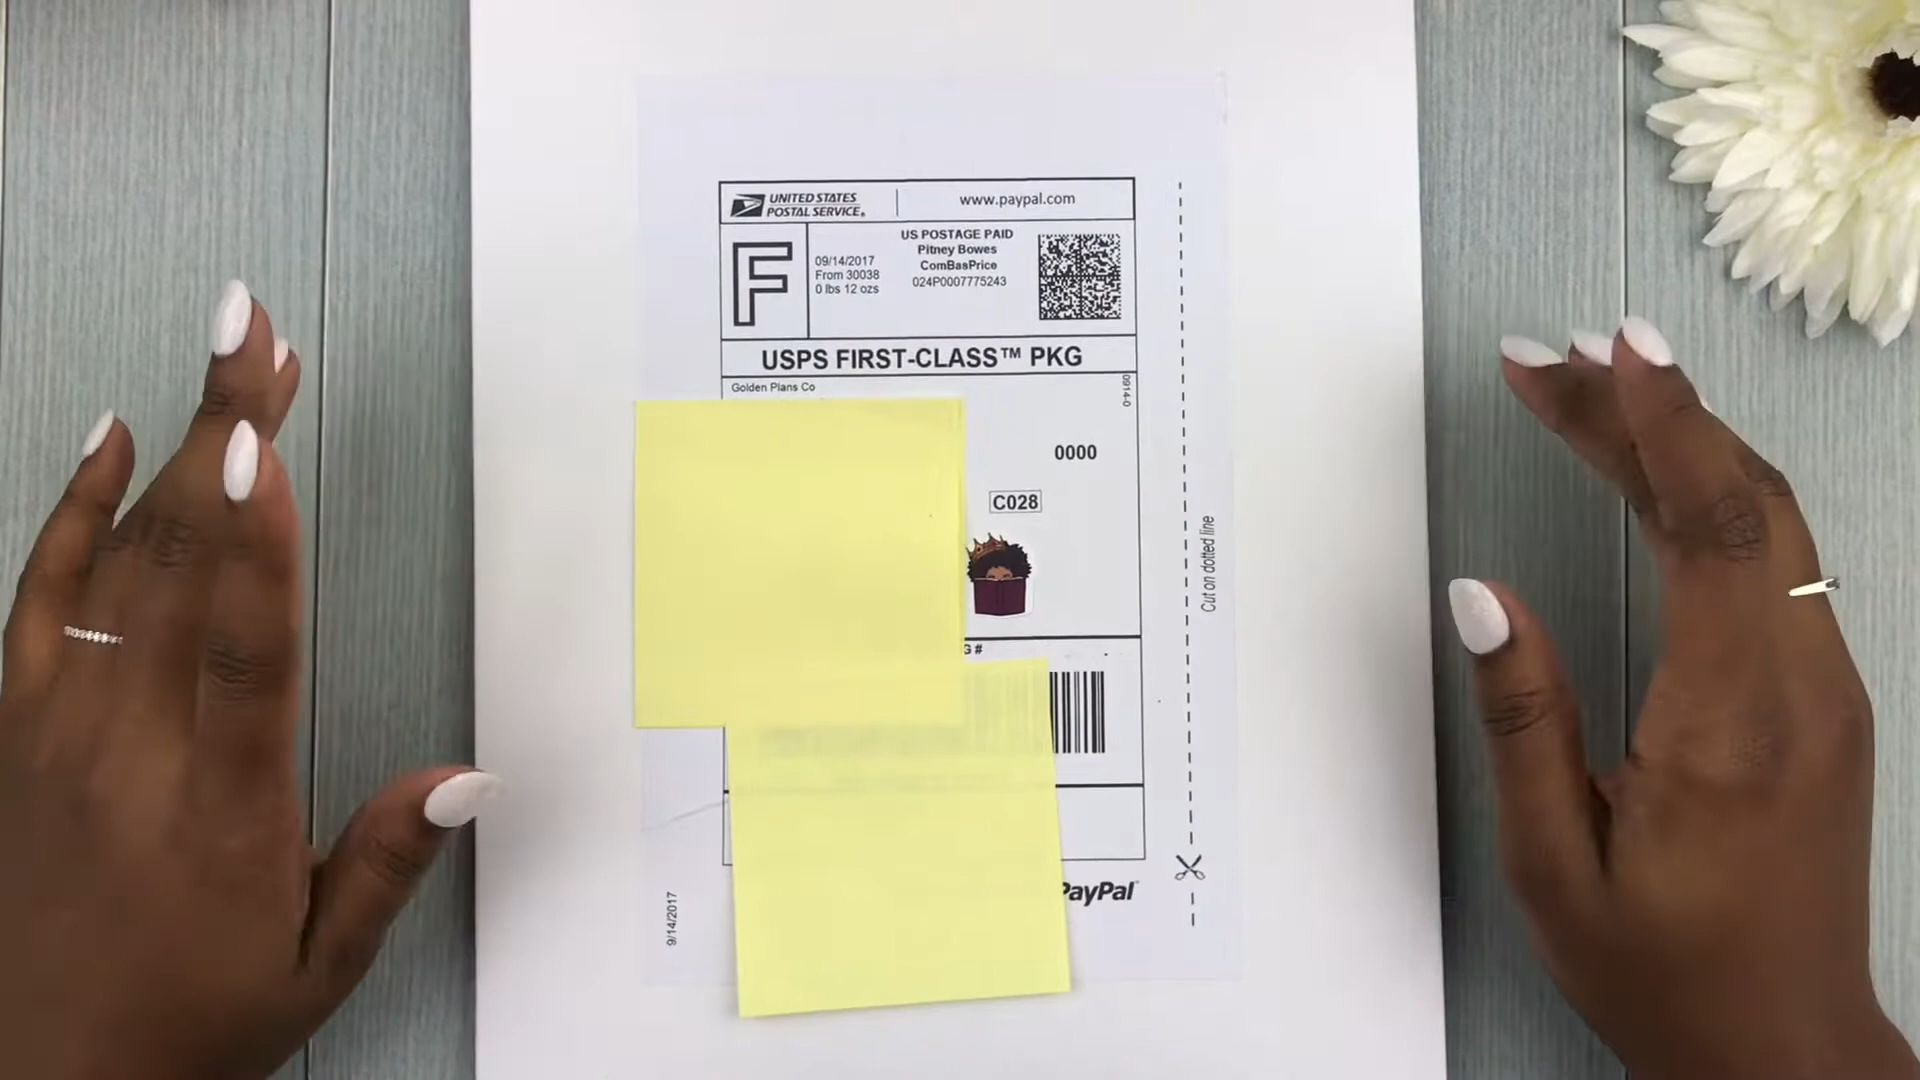 UNITED STATES
POSTAL SERVICE®
www.paypal.com
F
09/14/2017
From 30038
0 lbs 12 ozs
US POSTAGE PAID
Pitney Bowes
ComBasPrice
024P0007775243
USPS FIRST-CLASS™ PKG
Golden Plans Co
0914-0
0000
C028
Cut on dotted line
G #
PayPal
9/14/2017